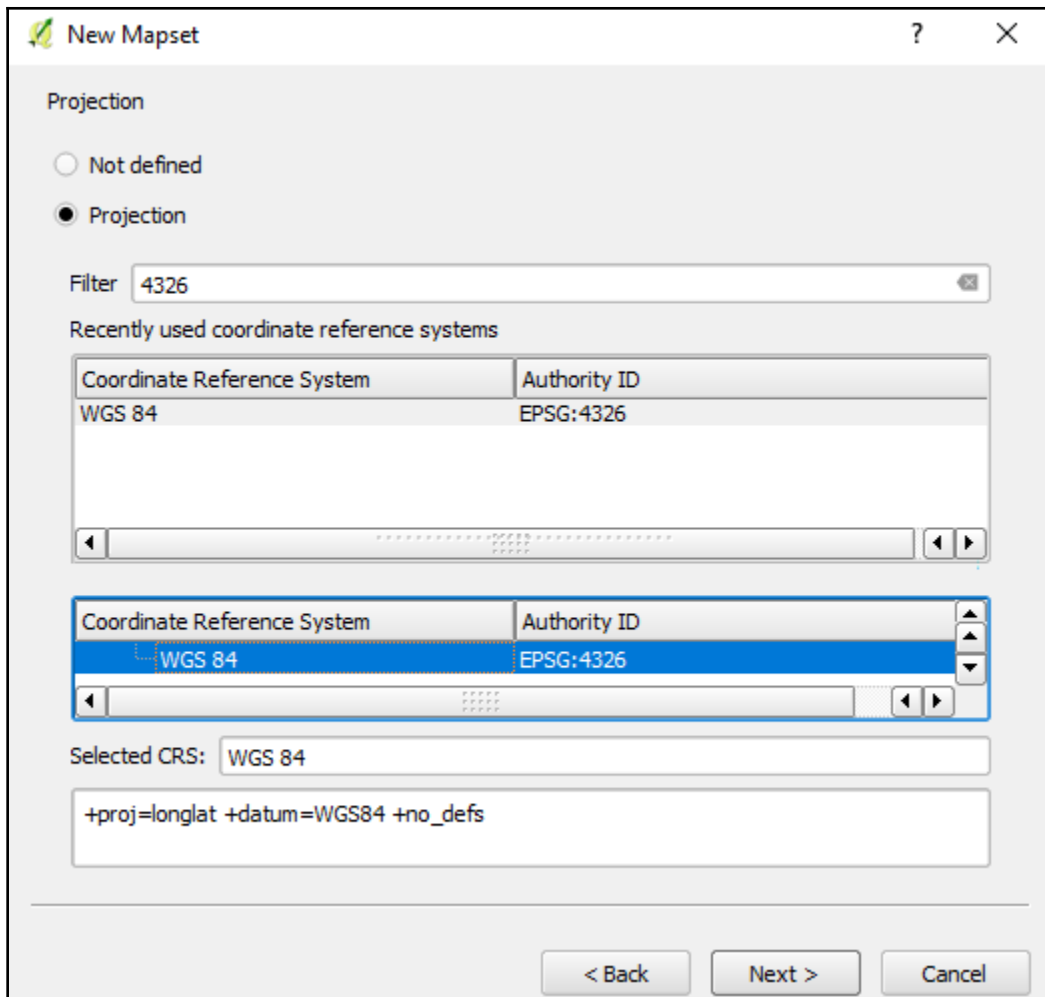 New Mapset
Projection
Not defined
Projection
Filter 4326
Recently used coordinate reference systems
Coordinate Reference System Authority ID
WGS 84 EPSG:4326
Coordinate Reference System Authority ID
WGS 84 EPSG:4326
Selected CRS: WGS 84
+proj=longlat +datum=WGS84 +no_defs
< Back Next > Cancel